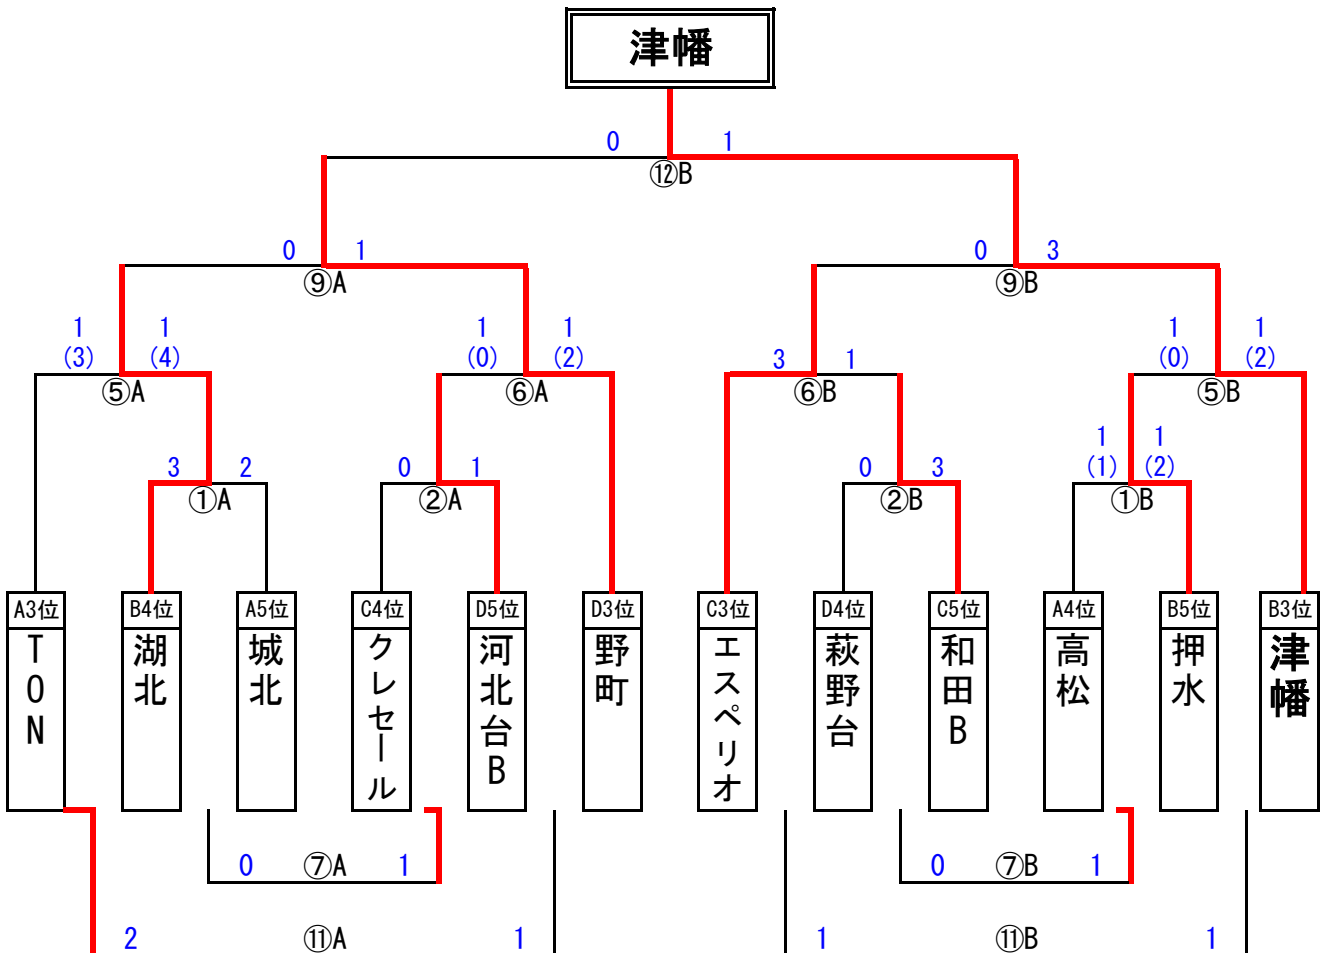 津幡
0 1
⑫B
0 1 0 3
⑨A ⑨B
1 1 1 1 1 1
(3) (4) (0) (2) 3 1 (0) (2)
⑤A ⑥A ⑥B ⑤B
1 1
3 2 0 1 0 3 (1) (2)
①A ②A ②B ①B
A3位 B4位 A5位 C4位 D5位 D3位 C3位 D4位 C5位 A4位 B5位 B3位
TON
湖北
城北
クレセール
河北台B
野町
エスペリオ
萩野台
和田B
高松
押水
津幡
0 ⑦A 1 0 ⑦B 1
2 ⑪A 1 1 ⑪B 1